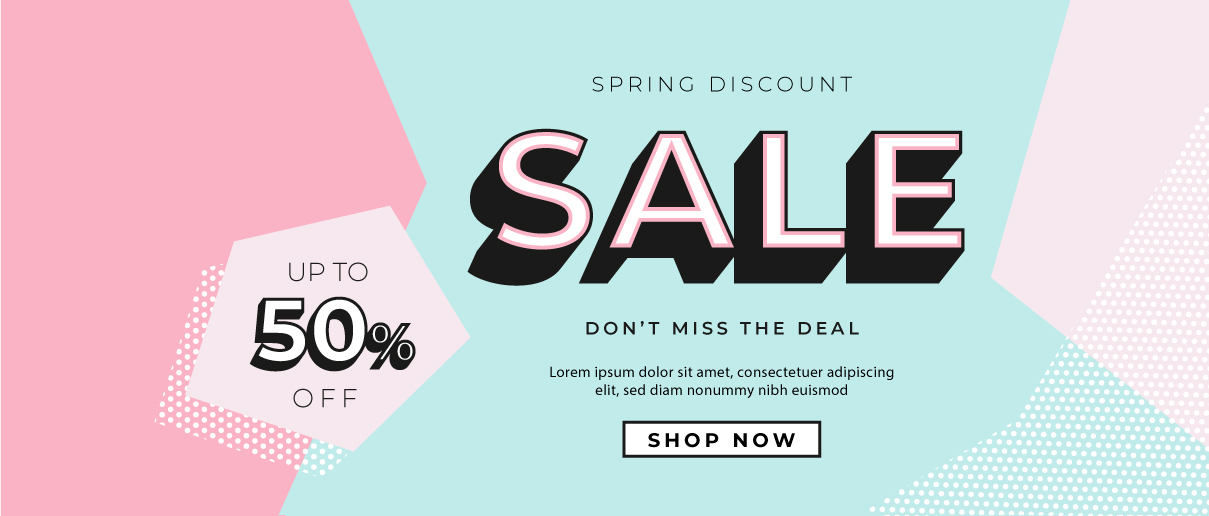 SPRING DISCOUNT
SALE
DON'T MISS THE DEAL
Lorem ipsum dolor sit amet, consectetuer adipiscing
elit, sed diam nonummy nibh euismod
SHOP NOW
UP TO
50%
OFF